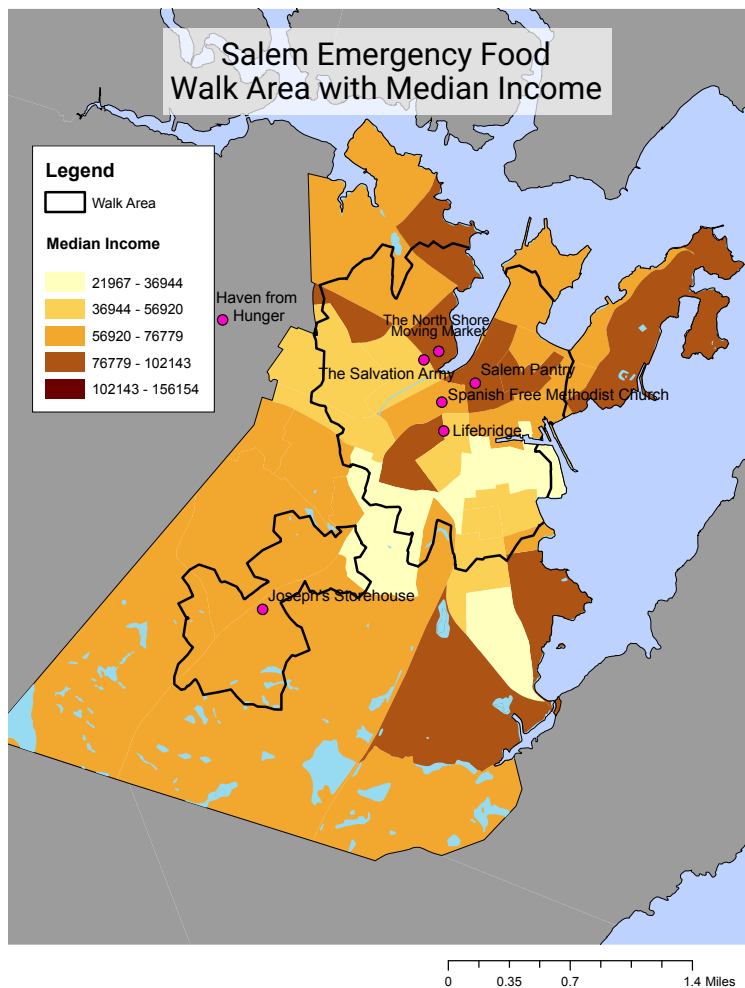 Salem Emergency Food
Walk Area with Median Income
Legend
Walk Area
Median Income
21967 - 36944
36944 - 56920
56920 - 76779
76779 - 102143
102143 - 156154
Haven from
Hunger
The North Shore
Moving Market
The Salvation Army
Salem Pantry
Spanish Free Methodist Church
Lifebridge
Joseph's Storehouse
0 0.35 0.7 1.4 Miles